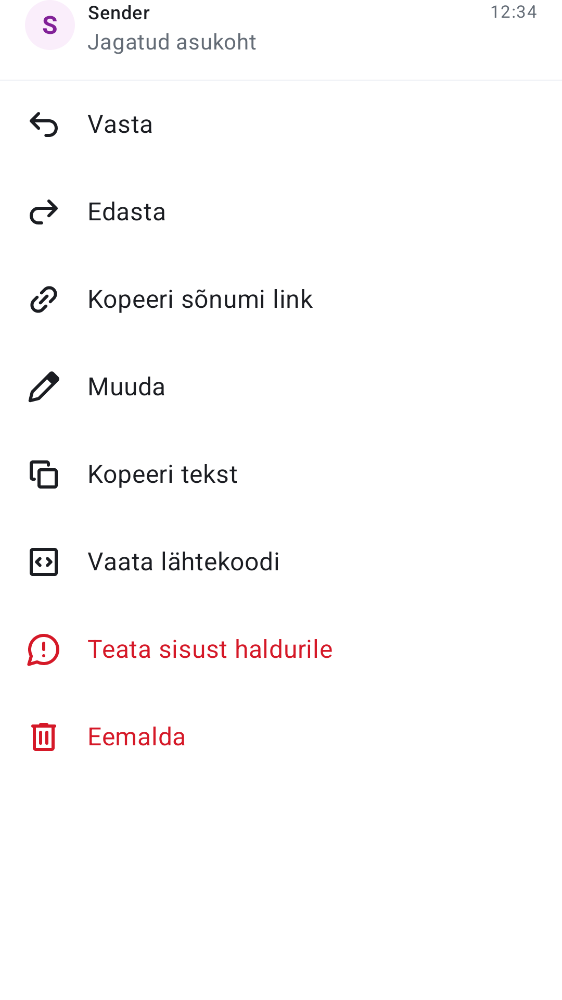 S
Sender
12:34
Jagatud asukoht
Vasta
Edasta
Kopeeri sõnumi link
Muuda
Kopeeri tekst
Vaata lähtekoodi
Teata sisust haldurile
Eemalda